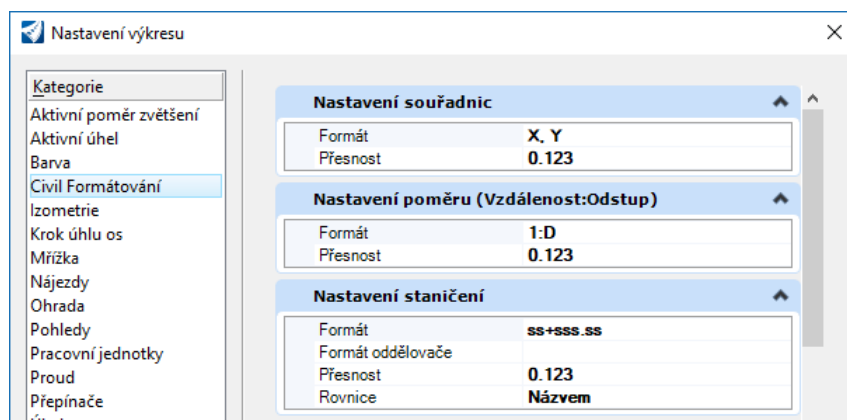 Nastavení výkresu
Kategorie
Aktivní poměr zvětšení
Aktivní úhel
Barva
Civil Formátování
Izometrie
Krok úhlu os
Mřížka
Nájezdy
Ohrada
Pohledy
Pracovní jednotky
Proud
Přepínače
Nastavení souřadnic
Formát X, Y
Přesnost 0.123
Nastavení poměru (Vzdálenost:Odstup)
Formát 1:D
Přesnost 0.123
Nastavení staničení
Formát ss+sss.ss
Formát oddělovače
Přesnost 0.123
Rovnice Názvem